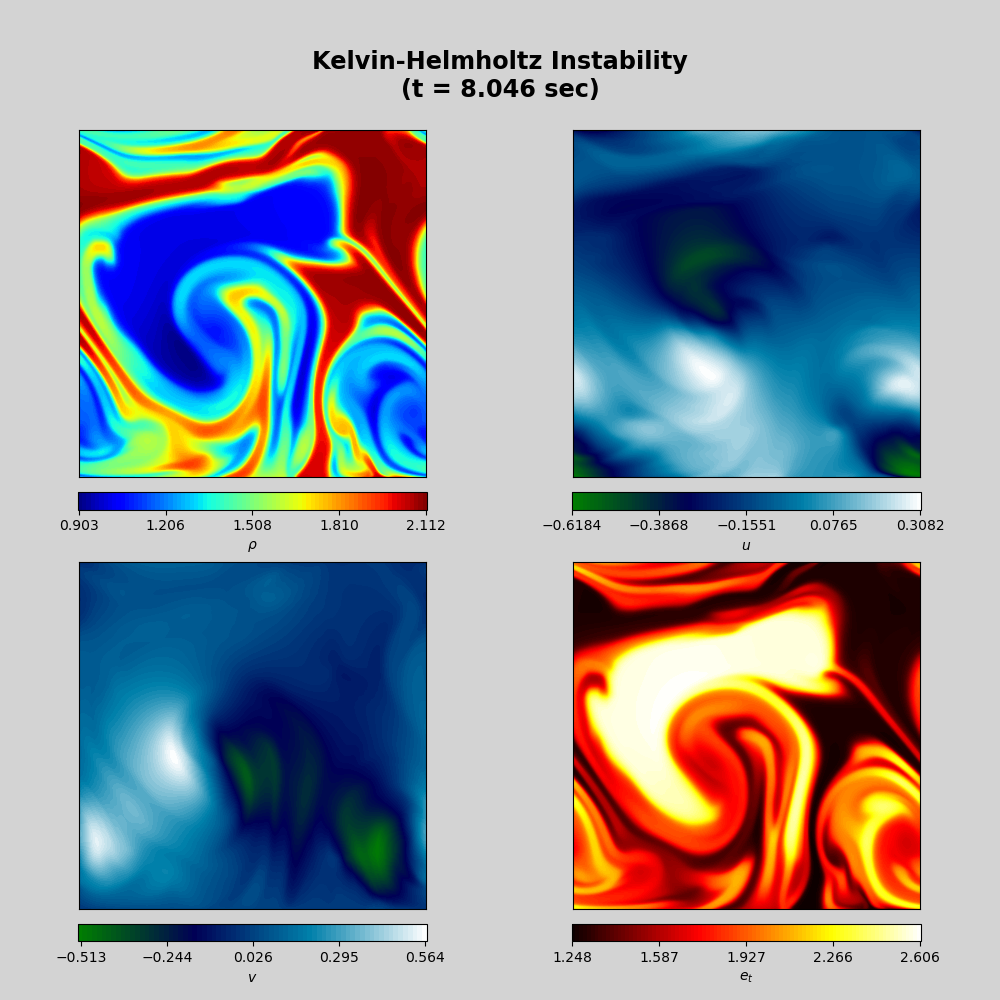 Kelvin-Helmholtz Instability
(t = 8.046 sec)
0.903 1.206 1.508 1.810 2.112
ρ
−0.6184 −0.3868 −0.1551 0.0765 0.3082
u
−0.513 −0.244 0.026 0.295 0.564
v
1.248 1.587 1.927 2.266 2.606
eₜ